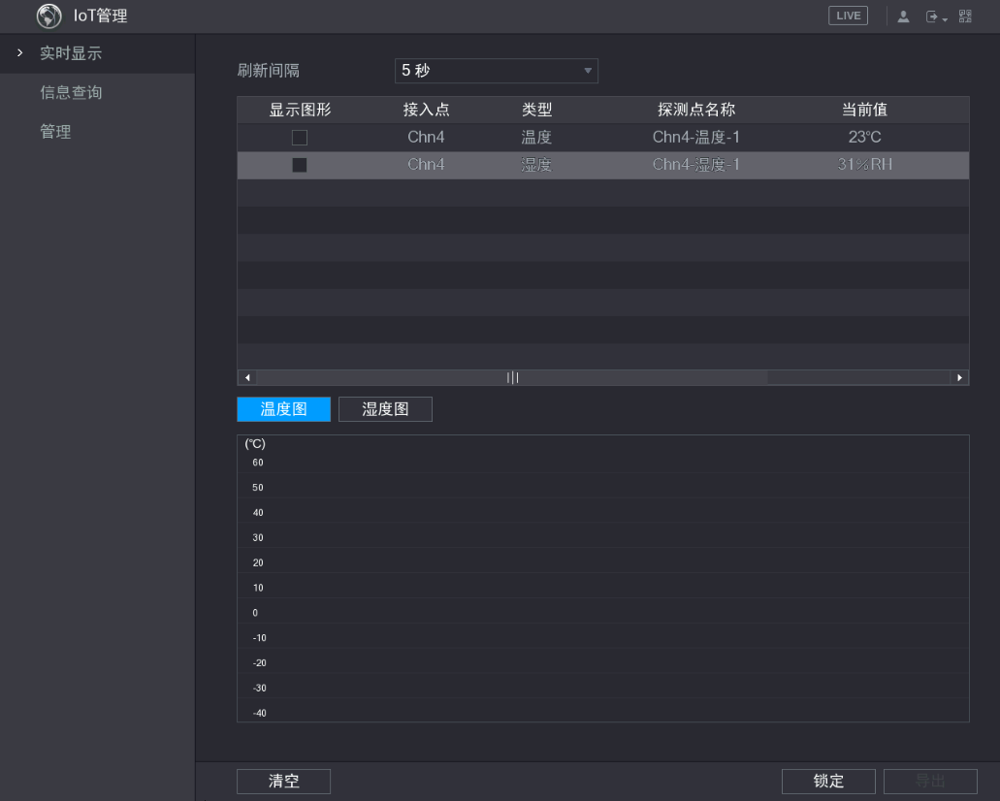 IoT管理
LIVE
实时显示
信息查询
管理
刷新间隔 5 秒
显示图形 接入点 类型 探测点名称 当前值
Chn4 温度 Chn4-温度-1 23℃
Chn4 湿度 Chn4-湿度-1 31%RH
温度图 湿度图
(℃)
60
50
40
30
20
10
0
-10
-20
-30
-40
清空 锁定 导出